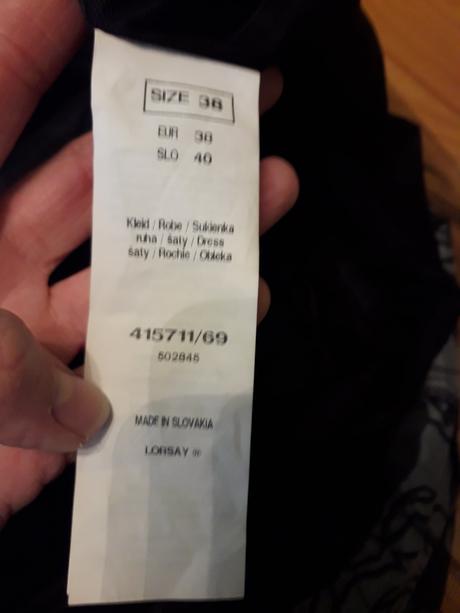 SIZE 38
EUR 38
SLO 40
Kleid / Robe / Sukienka
ruha / šaty / Dress
šaty / Rochie / Obleka
415711/69
502845
MADE IN SLOVAKIA
LORSAY ®